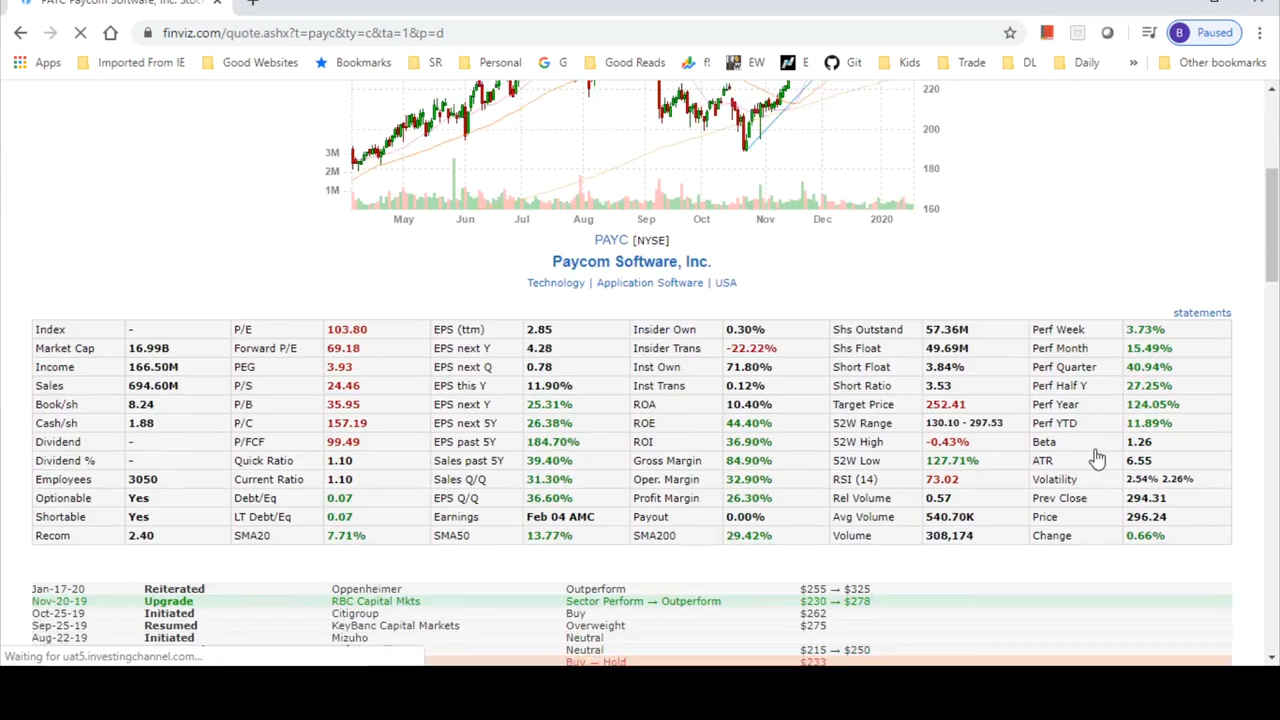 PAYC Paycom Software, Inc. Stoc
finviz.com/quote.ashx?t=payc&ty=c&ta=1&p=d
B Paused
Apps Imported From IE Good Websites Bookmarks SR Personal G Good Reads f! EW E Git Kids Trade DL Daily » Other bookmarks
220
200
180
160
3M
2M
1M
May Jun Jul Aug Sep Oct Nov Dec 2020
PAYC [NYSE]
Paycom Software, Inc.
Technology | Application Software | USA
statements
Index - P/E 103.80 EPS (ttm) 2.85 Insider Own 0.30% Shs Outstand 57.36M Perf Week 3.73%
Market Cap 16.99B Forward P/E 69.18 EPS next Y 4.28 Insider Trans -22.22% Shs Float 49.69M Perf Month 15.49%
Income 166.50M PEG 3.93 EPS next Q 0.78 Inst Own 71.80% Short Float 3.84% Perf Quarter 40.94%
Sales 694.60M P/S 24.46 EPS this Y 11.90% Inst Trans 0.12% Short Ratio 3.53 Perf Half Y 27.25%
Book/sh 8.24 P/B 35.95 EPS next Y 25.31% ROA 10.40% Target Price 252.41 Perf Year 124.05%
Cash/sh 1.88 P/C 157.19 EPS next 5Y 26.38% ROE 44.40% 52W Range 130.10 - 297.53 Perf YTD 11.89%
Dividend - P/FCF 99.49 EPS past 5Y 184.70% ROI 36.90% 52W High -0.43% Beta 1.26
Dividend % - Quick Ratio 1.10 Sales past 5Y 39.40% Gross Margin 84.90% 52W Low 127.71% ATR 6.55
Employees 3050 Current Ratio 1.10 Sales Q/Q 31.30% Oper. Margin 32.90% RSI (14) 73.02 Volatility 2.54% 2.26%
Optionable Yes Debt/Eq 0.07 EPS Q/Q 36.60% Profit Margin 26.30% Rel Volume 0.57 Prev Close 294.31
Shortable Yes LT Debt/Eq 0.07 Earnings Feb 04 AMC Payout 0.00% Avg Volume 540.70K Price 296.24
Recom 2.40 SMA20 7.71% SMA50 13.77% SMA200 29.42% Volume 308,174 Change 0.66%
Jan-17-20 Reiterated Oppenheimer Outperform $255 → $325
Nov-20-19 Upgrade RBC Capital Mkts Sector Perform → Outperform $230 → $278
Oct-25-19 Initiated Citigroup Buy $262
Sep-25-19 Resumed KeyBanc Capital Markets Overweight $275
Aug-22-19 Initiated Mizuho Neutral
Neutral $215 → $250
Buy → Hold $233
Waiting for uat5.investingchannel.com...